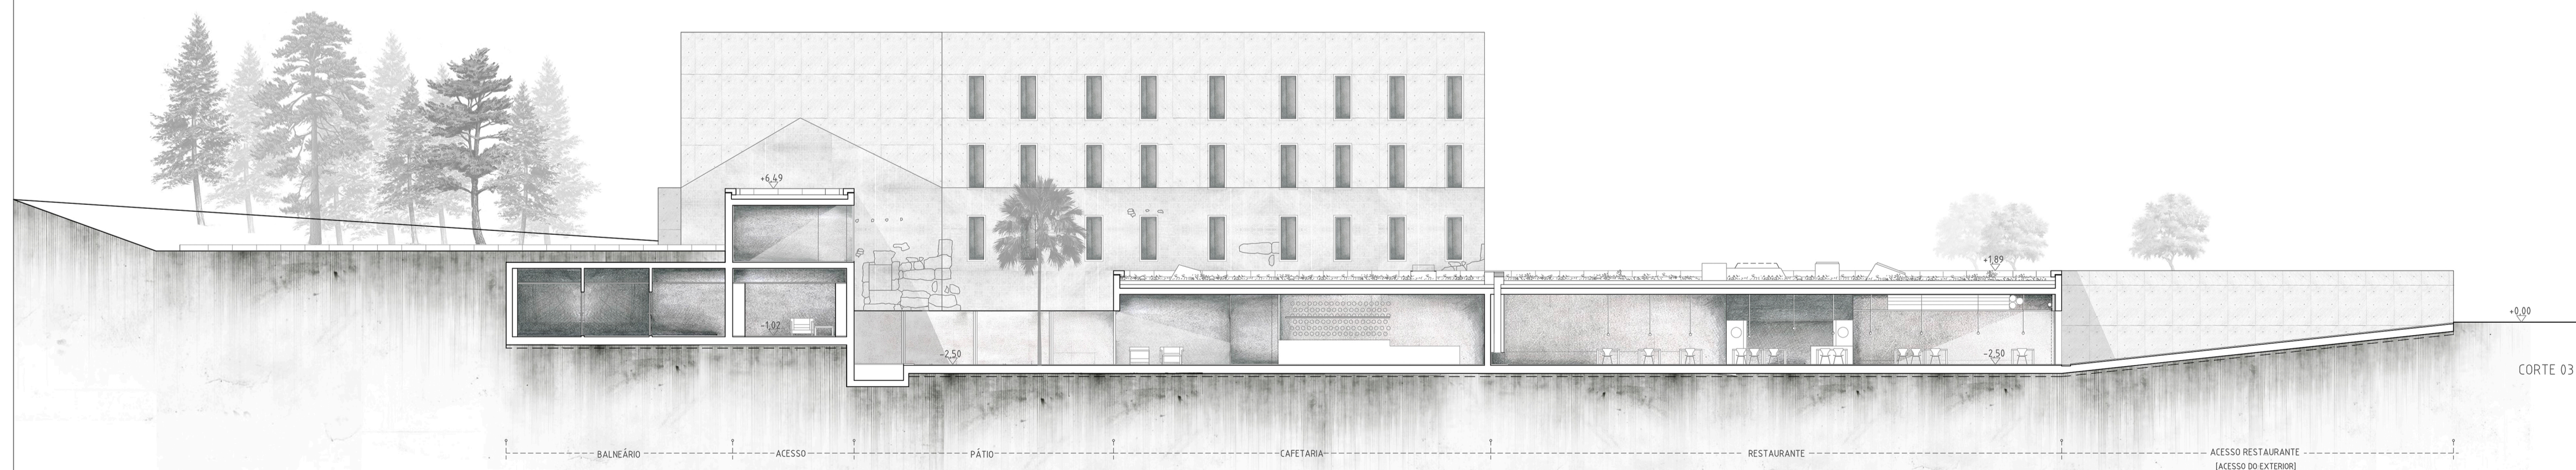 +6,49
+1,89
+0,00
-1,02
-2,50
-2,50
CORTE 03
BALNEÁRIO
ACESSO
PÁTIO
CAFETARIA
RESTAURANTE
ACESSO RESTAURANTE
[ACESSO DO EXTERIOR]